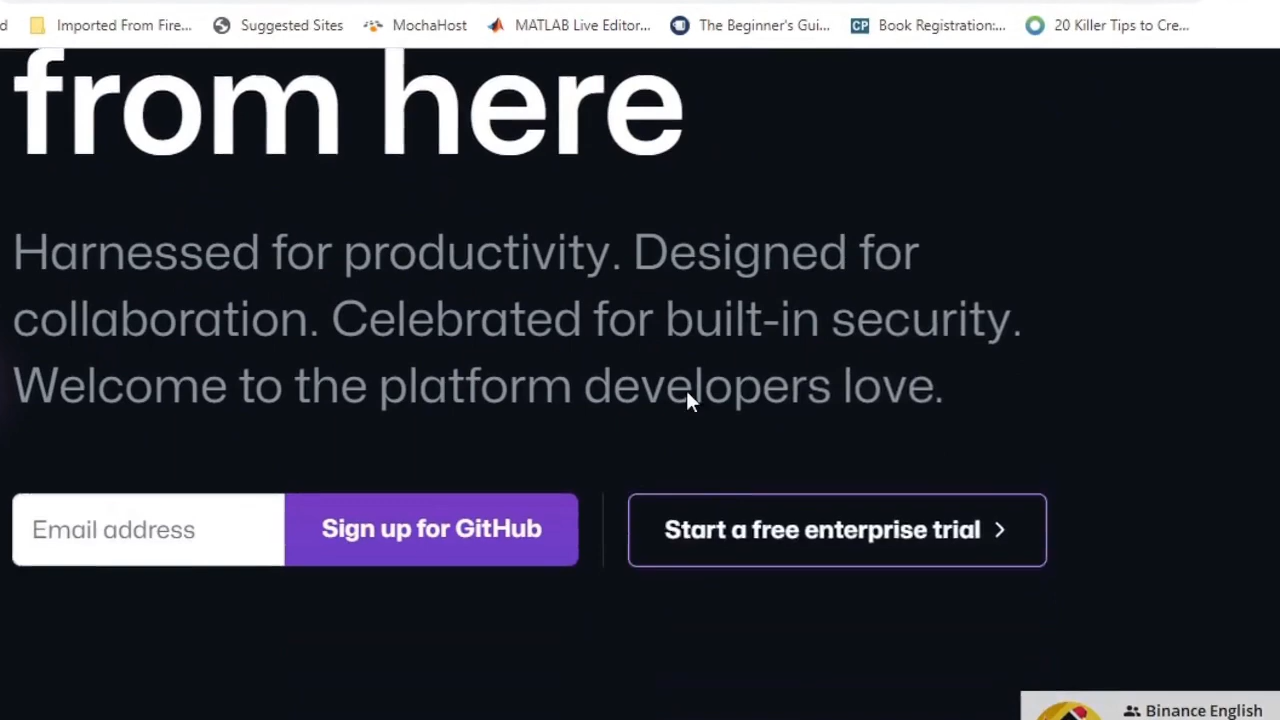 d Imported From Fire... Suggested Sites MochaHost MATLAB Live Editor... The Beginner's Gui... CP Book Registration:... 20 Killer Tips to Cre...
from here
Harnessed for productivity. Designed for
collaboration. Celebrated for built-in security.
Welcome to the platform developers love.
Email address Sign up for GitHub Start a free enterprise trial
Binance English